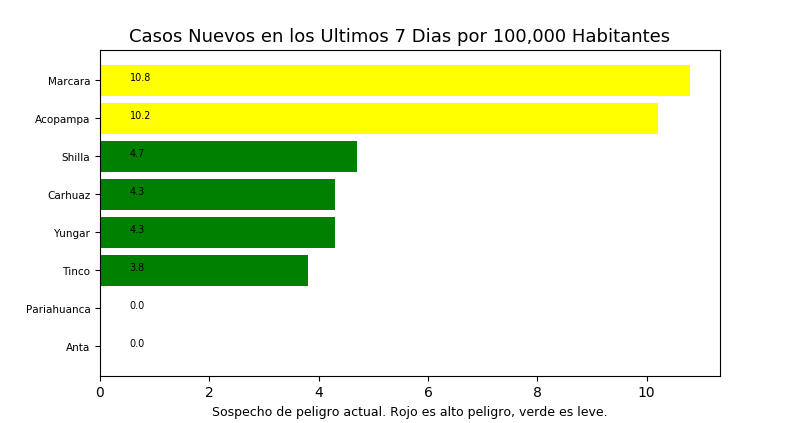 Casos Nuevos en los Ultimos 7 Dias por 100,000 Habitantes
Marcara 10.8
Acopampa 10.2
Shilla 4.7
Carhuaz 4.3
Yungar 4.3
Tinco 3.8
Pariahuanca 0.0
Anta 0.0
0 2 4 6 8 10
Sospecho de peligro actual. Rojo es alto peligro, verde es leve.